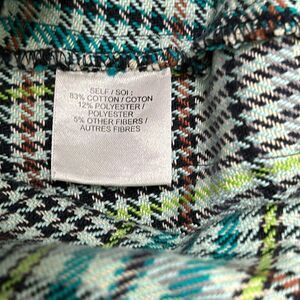 SELF / SOI :
83% COTTON / COTON
12% POLYESTER /
POLYESTER
5% OTHER FIBERS /
AUTRES FIBRES